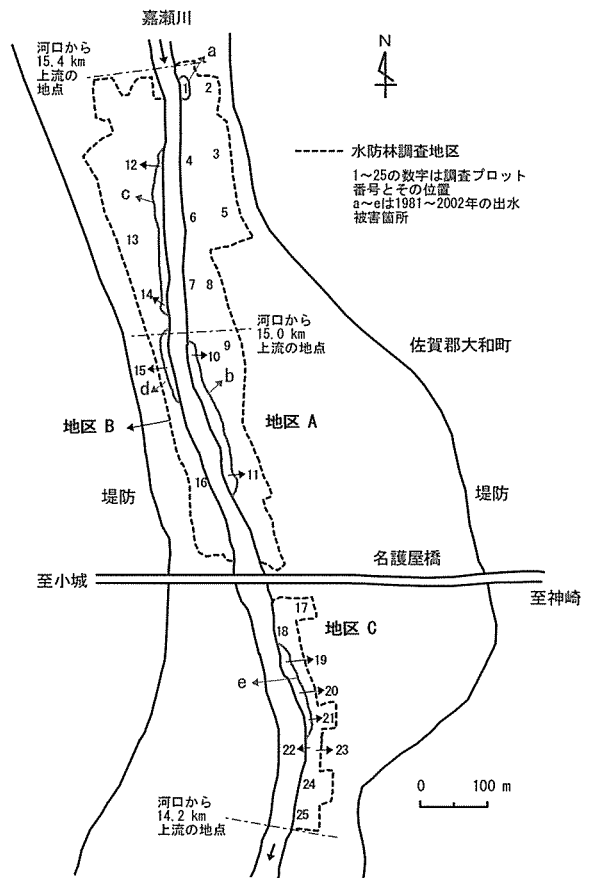 嘉瀬川
河口から
15.4 km
上流の
地点
a
N
1
2
水防林調査地区
1~25の数字は調査プロット
番号とその位置
a~eは1981~2002年の出水
被害箇所
12
4
3
c
6
5
13
7
8
14
河口から
15.0 km
上流の地点
9
10
佐賀郡大和町
15
d
b
地区 B
地区 A
11
16
堤防
堤防
名護屋橋
至小城
至神崎
17
18
地区 C
19
e
20
21
22
23
24
25
0 100 m
河口から
14.2 km
上流の地点